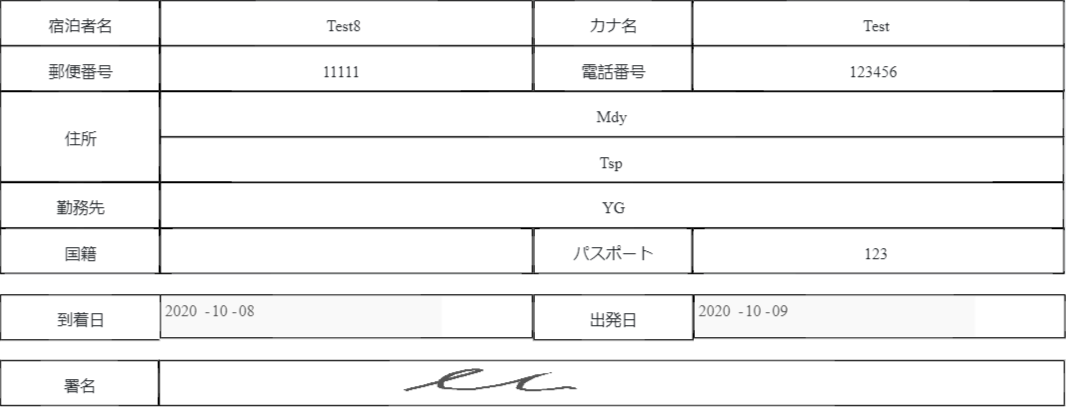 宿泊者名 Test8 カナ名 Test
郵便番号 11111 電話番号 123456
住所 Mdy
Tsp
勤務先 YG
国籍 パスポート 123
到着日 2020 -10 -08 出発日 2020 -10 -09
署名